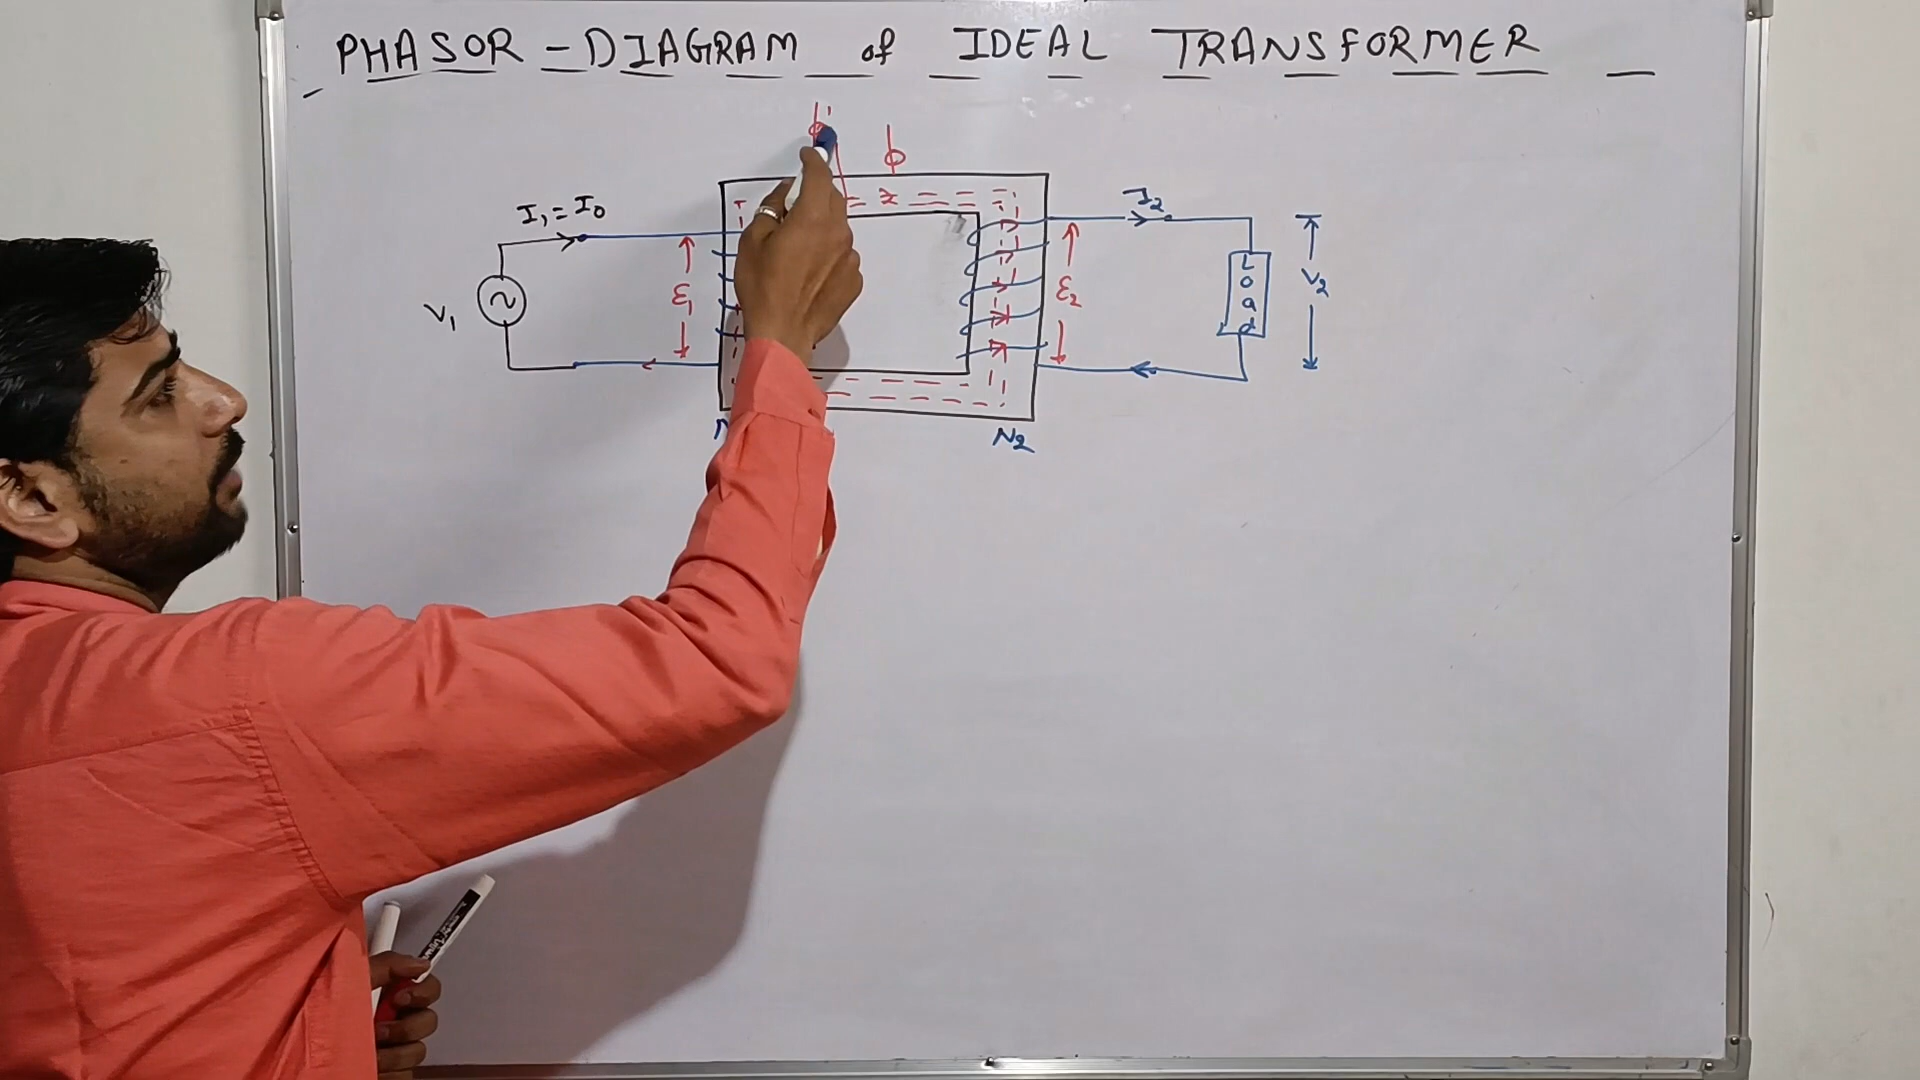 PHASOR - DIAGRAM of IDEAL TRANSFORMER
ϕ'
ϕ
I1 = I0
I2
V1
E1
E2
Load
V2
N2